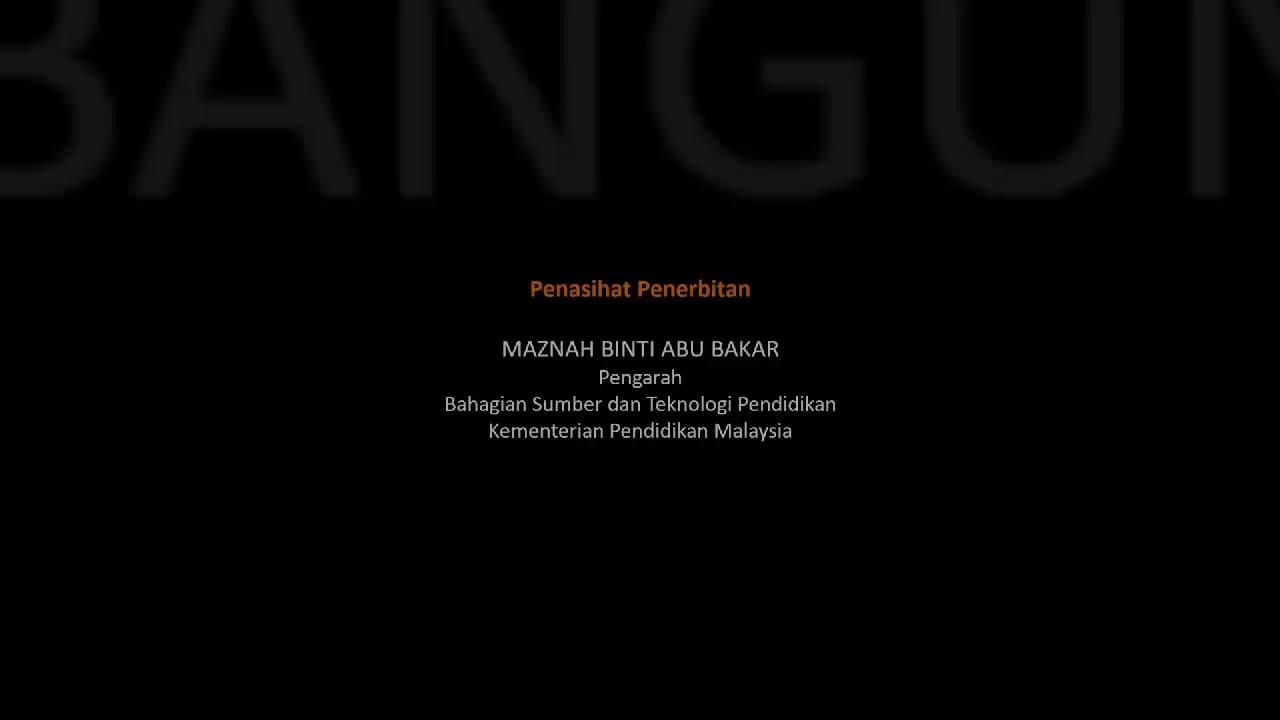 BANGUN
Penasihat Penerbitan
MAZNAH BINTI ABU BAKAR
Pengarah
Bahagian Sumber dan Teknologi Pendidikan
Kementerian Pendidikan Malaysia